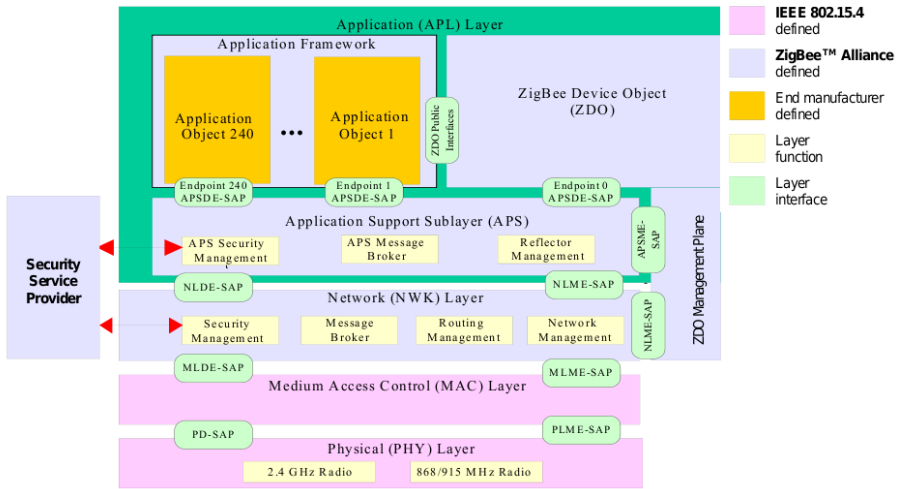 Application (APL) Layer
Application Framework
Application
Object 240
...
Application
Object 1
ZDO Public
Interfaces
ZigBee Device Object
(ZDO)
Endpoint 240
APSDE-SAP
Endpoint 1
APSDE-SAP
Endpoint 0
APSDE-SAP
Application Support Sublayer (APS)
APS Security
Management
APS Message
Broker
Reflector
Management
APSME-
SAP
Security
Service
Provider
NLDE-SAP
NLME-SAP
Network (NWK) Layer
Security
Management
Message
Broker
Routing
Management
Network
Management
NLME-SAP
ZDO Management Plane
MLDE-SAP
MLME-SAP
Medium Access Control (MAC) Layer
PD-SAP
PLME-SAP
Physical (PHY) Layer
2.4 GHz Radio
868/915 MHz Radio
IEEE 802.15.4
defined
ZigBee™ Alliance
defined
End manufacturer
defined
Layer
function
Layer
interface